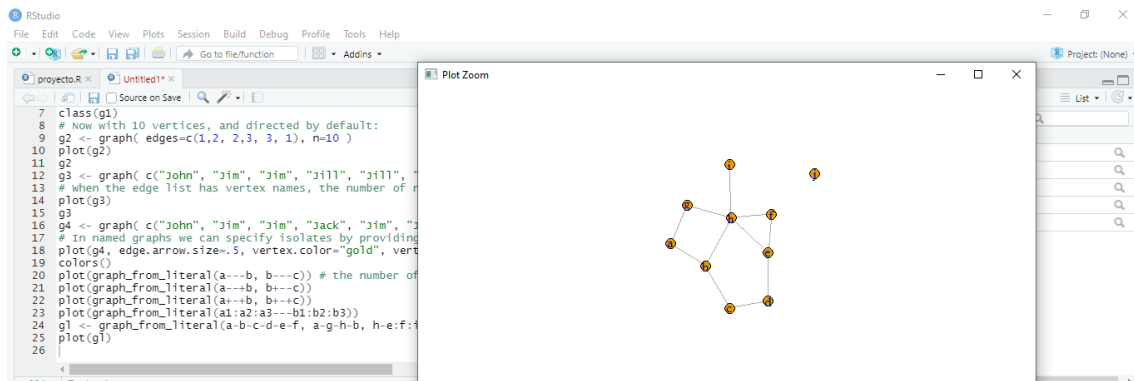 RStudio
File Edit Code View Plots Session Build Debug Profile Tools Help
Go to file/function Addins Project: (None)
proyecto.R Untitled1*
Source on Save List
Plot Zoom
7 class(g1)
8 # Now with 10 vertices, and directed by default:
9 g2 <- graph( edges=c(1,2, 2,3, 3, 1), n=10 )
10 plot(g2)
11 g2
12 g3 <- graph( c("John", "Jim", "Jim", "Jill", "Jill", "
13 # When the edge list has vertex names, the number of n
14 plot(g3)
15 g3
16 g4 <- graph( c("John", "Jim", "Jim", "Jack", "Jim", "J
17 # In named graphs we can specify isolates by providing
18 plot(g4, edge.arrow.size=.5, vertex.color="gold", vert
19 colors()
20 plot(graph_from_literal(a---b, b---c)) # the number of
21 plot(graph_from_literal(a--+b, b+--c))
22 plot(graph_from_literal(a+-+b, b+-+c))
23 plot(graph_from_literal(a1:a2:a3---b1:b2:b3))
24 gl <- graph_from_literal(a-b-c-d-e-f, a-g-h-b, h-e:f:i
25 plot(gl)
26
i
j
g
h
f
a
e
b
c
d